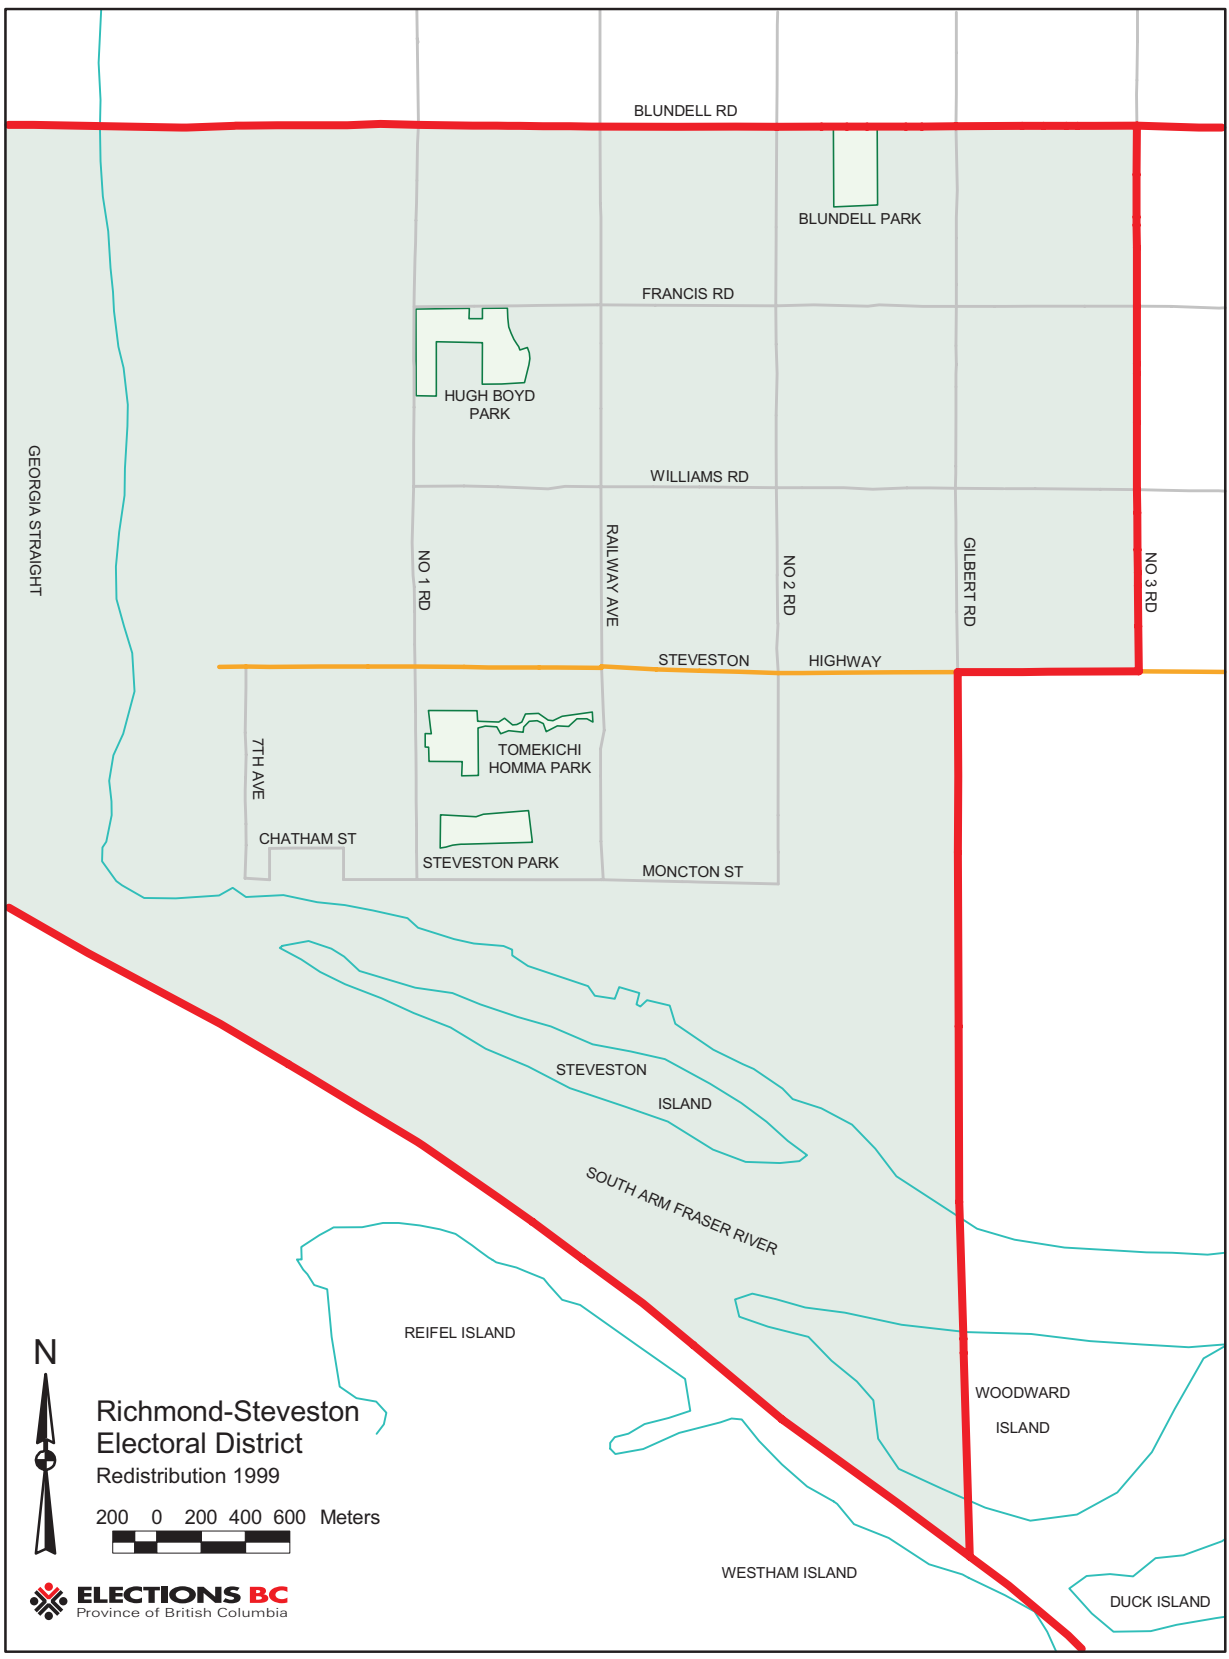 BLUNDELL RD
BLUNDELL PARK
FRANCIS RD
HUGH BOYD
PARK
WILLIAMS RD
GEORGIA STRAIGHT
NO 1 RD
RAILWAY AVE
NO 2 RD
GILBERT RD
NO 3 RD
STEVESTON HIGHWAY
7TH AVE
TOMEKICHI
HOMMA PARK
CHATHAM ST
STEVESTON PARK
MONCTON ST
STEVESTON
ISLAND
SOUTH ARM FRASER RIVER
REIFEL ISLAND
WOODWARD
ISLAND
N
Richmond-Steveston
Electoral District
Redistribution 1999
200 0 200 400 600 Meters
WESTHAM ISLAND
DUCK ISLAND
ELECTIONS BC
Province of British Columbia